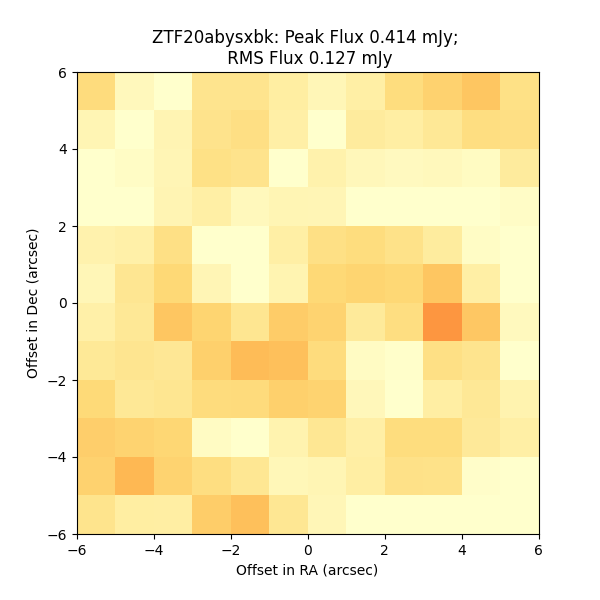 ZTF20abysxbk: Peak Flux 0.414 mJy;
RMS Flux 0.127 mJy
6
4
2
0
−2
−4
−6
Offset in Dec (arcsec)
−6 −4 −2 0 2 4 6
Offset in RA (arcsec)